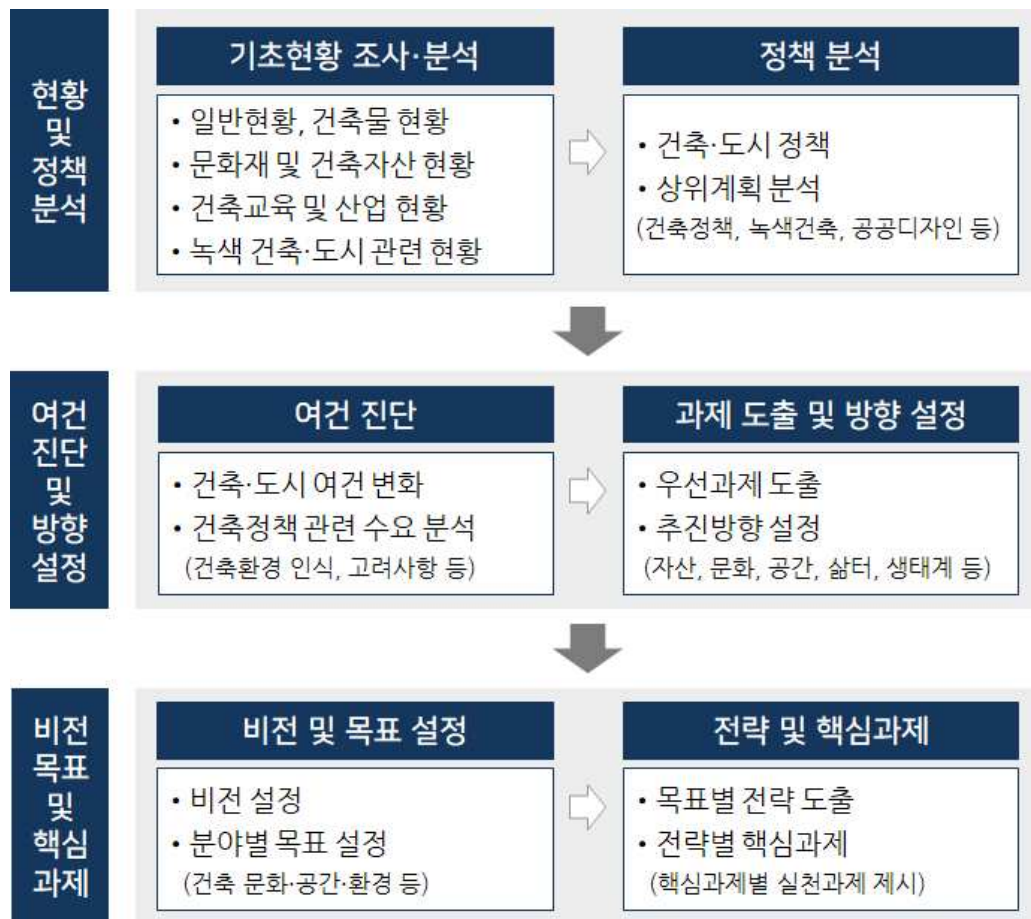 현황
및
정책
분석
기초현황 조사·분석
• 일반현황, 건축물 현황
• 문화재 및 건축자산 현황
• 건축교육 및 산업 현황
• 녹색 건축·도시 관련 현황
정책 분석
• 건축·도시 정책
• 상위계획 분석
(건축정책, 녹색건축, 공공디자인 등)
여건
진단
및
방향
설정
여건 진단
• 건축·도시 여건 변화
• 건축정책 관련 수요 분석
(건축환경 인식, 고려사항 등)
과제 도출 및 방향 설정
• 우선과제 도출
• 추진방향 설정
(자산, 문화, 공간, 삶터, 생태계 등)
비전
목표
및
핵심
과제
비전 및 목표 설정
• 비전 설정
• 분야별 목표 설정
(건축 문화·공간·환경 등)
전략 및 핵심과제
• 목표별 전략 도출
• 전략별 핵심과제
(핵심과제별 실천과제 제시)